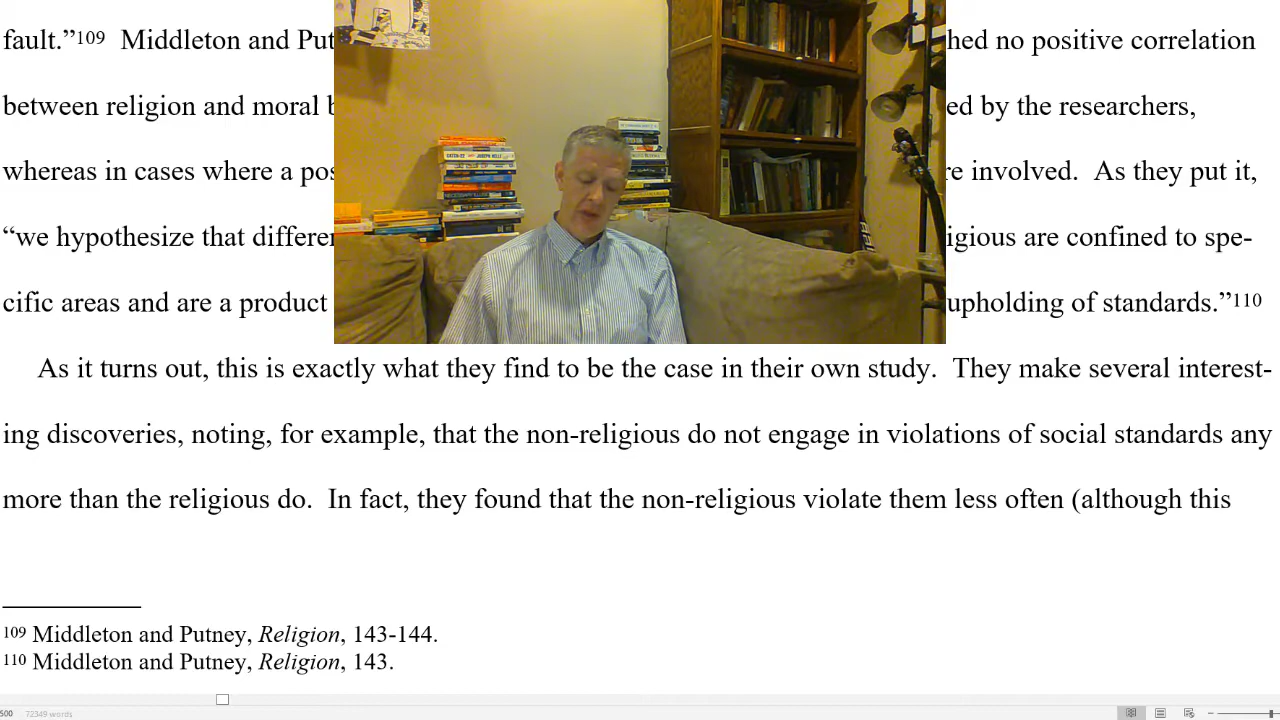 fault.”109 Middleton and Put hed no positive correlation
between religion and moral b ed by the researchers,
whereas in cases where a pos re involved. As they put it,
“we hypothesize that differen igious are confined to spe-
cific areas and are a product upholding of standards.”110
As it turns out, this is exactly what they find to be the case in their own study. They make several interest-
ing discoveries, noting, for example, that the non-religious do not engage in violations of social standards any
more than the religious do. In fact, they found that the non-religious violate them less often (although this
109 Middleton and Putney, Religion, 143-144.
110 Middleton and Putney, Religion, 143.
500 72349 words